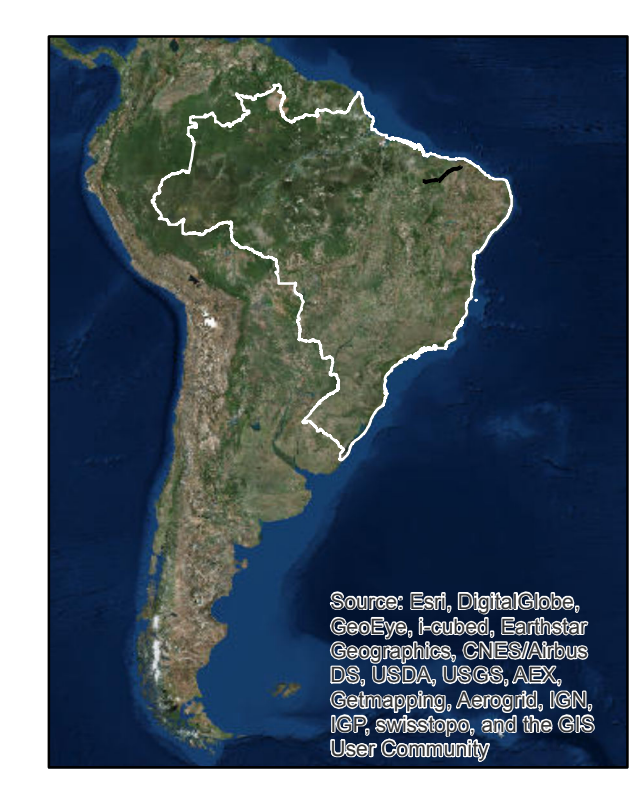 Source: Esri, DigitalGlobe,
GeoEye, i-cubed, Earthstar
Geographics, CNES/Airbus
DS, USDA, USGS, AEX,
Getmapping, Aerogrid, IGN,
IGP, swisstopo, and the GIS
User Community